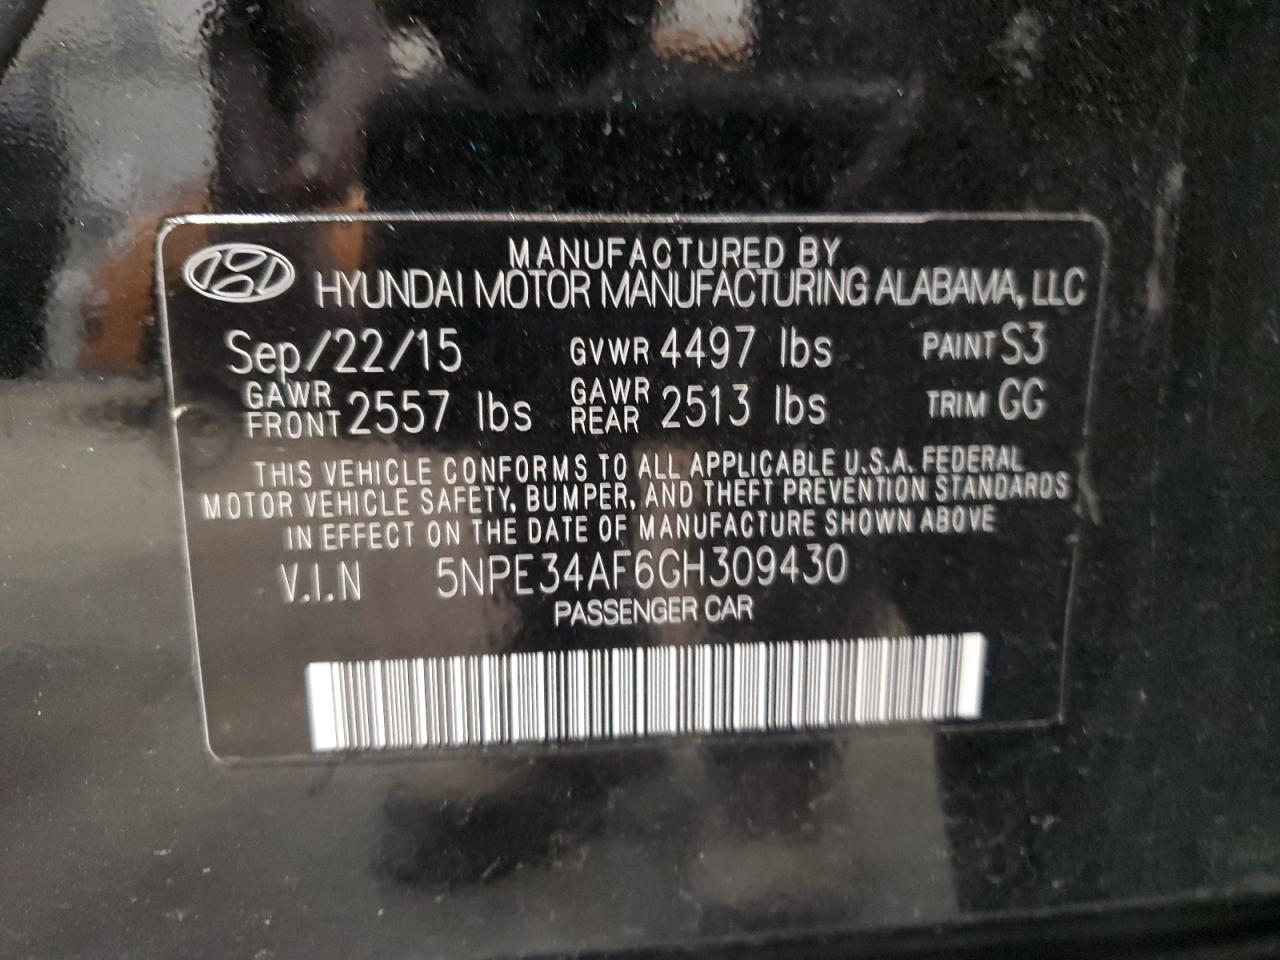 MANUFACTURED BY
HYUNDAI MOTOR MANUFACTURING ALABAMA, LLC
Sep/22/15 GVWR 4497 lbs PAINT S3
GAWR FRONT 2557 lbs GAWR REAR 2513 lbs TRIM GG
THIS VEHICLE CONFORMS TO ALL APPLICABLE U.S.A. FEDERAL
MOTOR VEHICLE SAFETY, BUMPER, AND THEFT PREVENTION STANDARDS
IN EFFECT ON THE DATE OF MANUFACTURE SHOWN ABOVE
V.I.N 5NPE34AF6GH309430
PASSENGER CAR